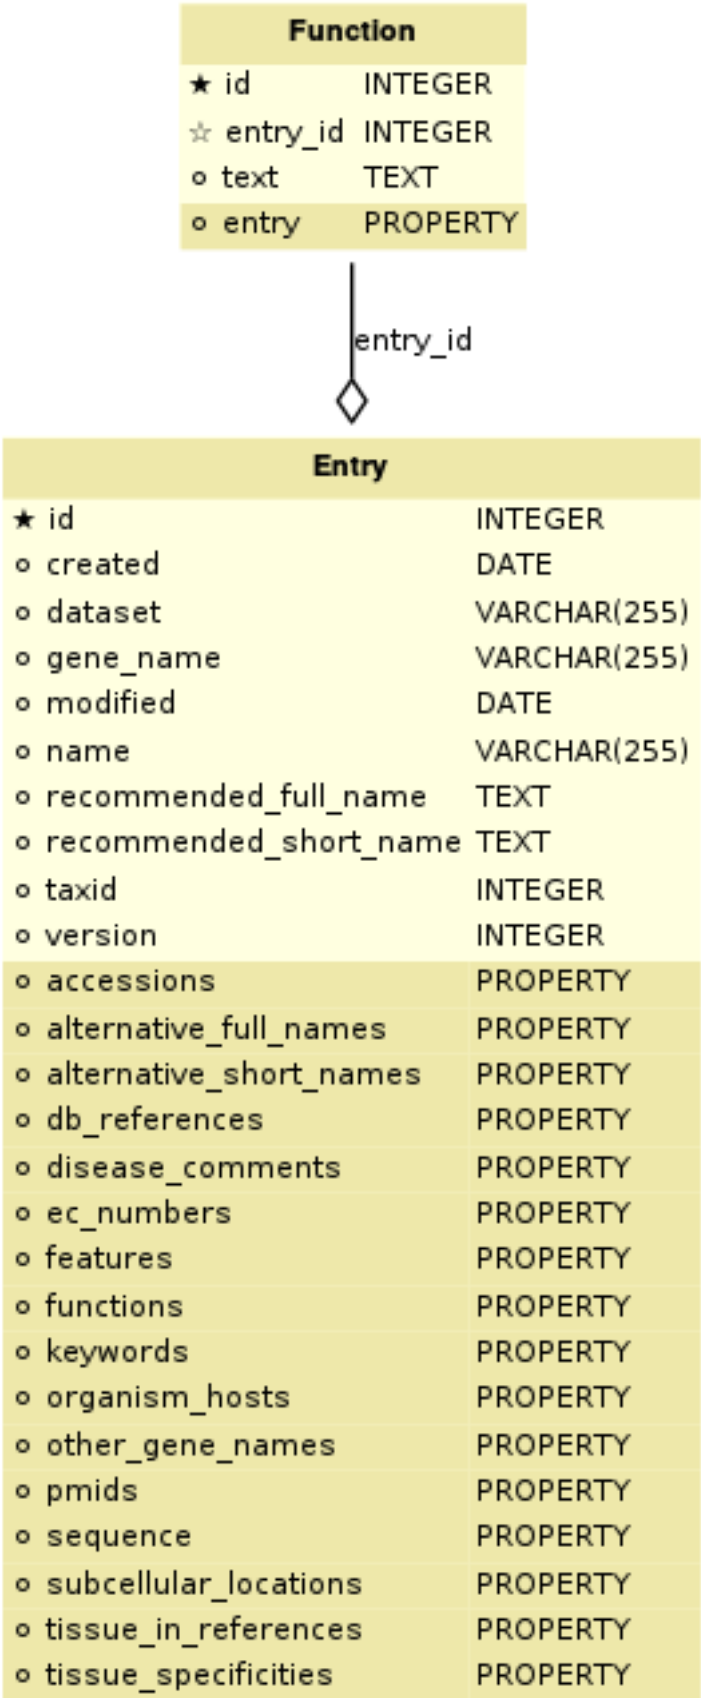 Function
★ id INTEGER
☆ entry_id INTEGER
text TEXT
entry PROPERTY
entry_id
Entry
★ id INTEGER
created DATE
dataset VARCHAR(255)
gene_name VARCHAR(255)
modified DATE
name VARCHAR(255)
recommended_full_name TEXT
recommended_short_name TEXT
taxid INTEGER
version INTEGER
accessions PROPERTY
alternative_full_names PROPERTY
alternative_short_names PROPERTY
db_references PROPERTY
disease_comments PROPERTY
ec_numbers PROPERTY
features PROPERTY
functions PROPERTY
keywords PROPERTY
organism_hosts PROPERTY
other_gene_names PROPERTY
pmids PROPERTY
sequence PROPERTY
subcellular_locations PROPERTY
tissue_in_references PROPERTY
tissue_specificities PROPERTY